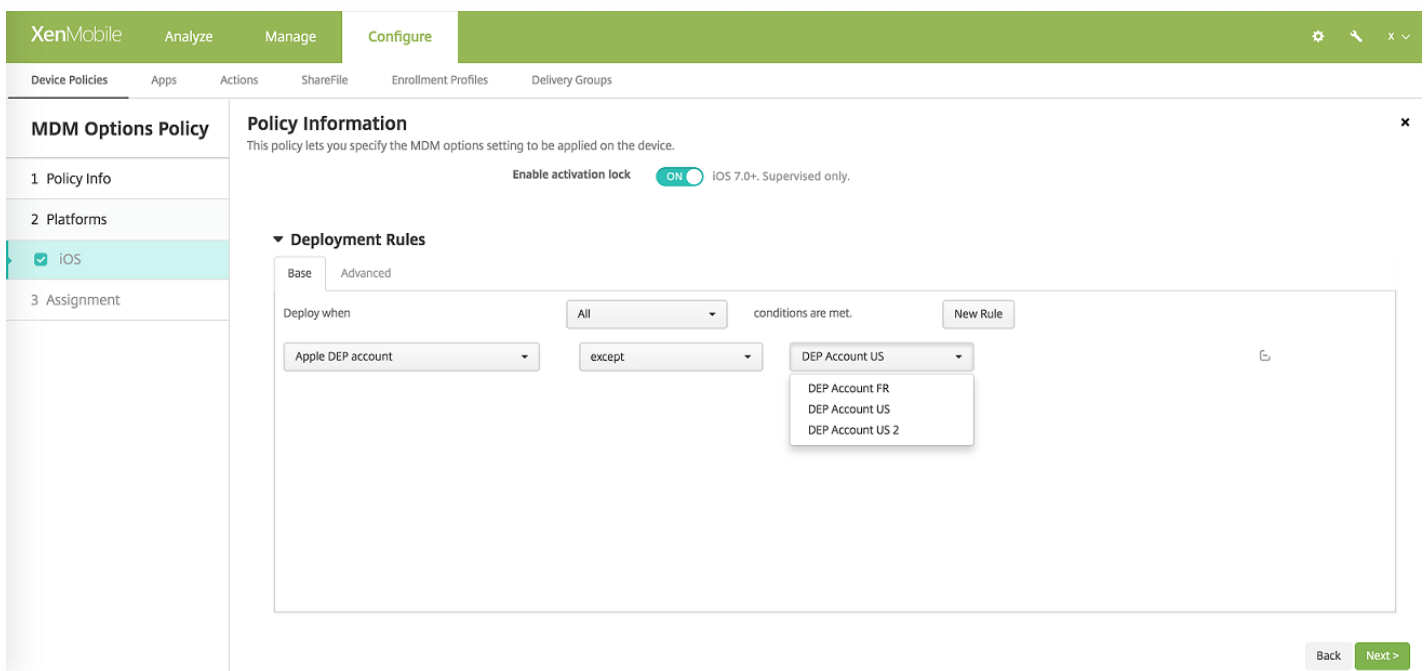 XenMobile Analyze Manage Configure x
Device Policies Apps Actions ShareFile Enrollment Profiles Delivery Groups
MDM Options Policy
1 Policy Info
2 Platforms
iOS
3 Assignment
Policy Information
This policy lets you specify the MDM options setting to be applied on the device.
Enable activation lock ON iOS 7.0+. Supervised only.
Deployment Rules
Base Advanced
Deploy when All conditions are met. New Rule
Apple DEP account except DEP Account US
DEP Account FR
DEP Account US
DEP Account US 2
Back Next >